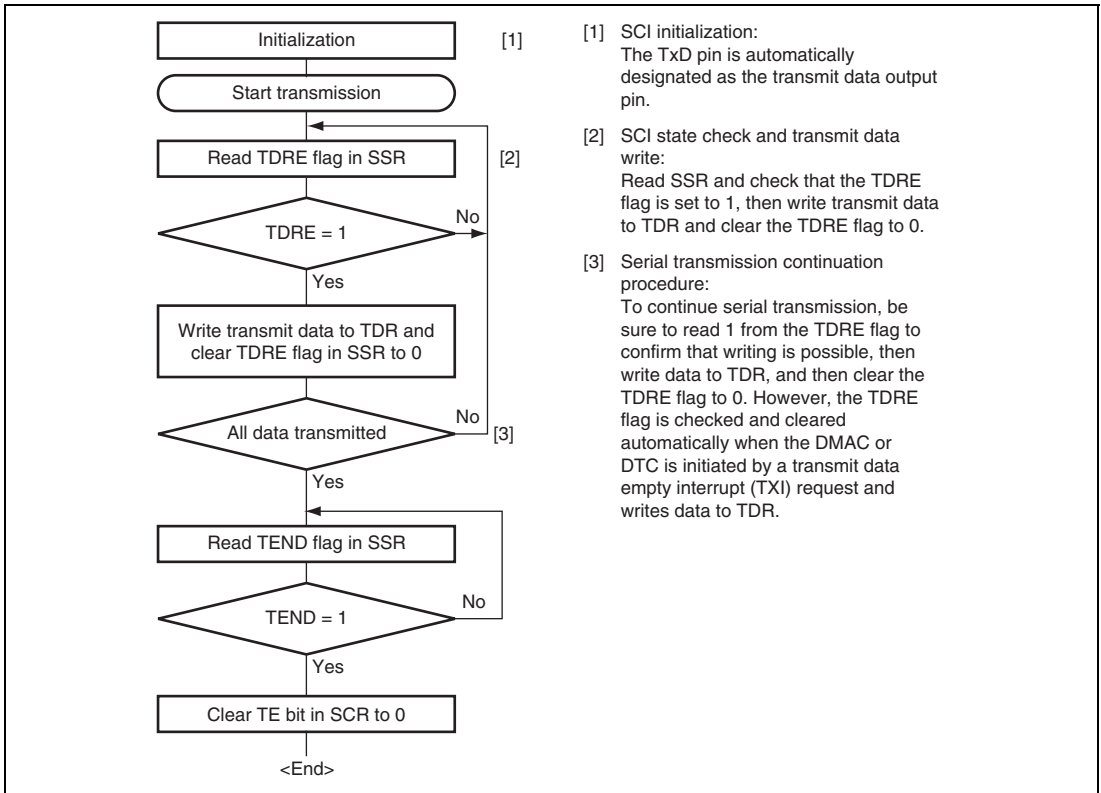 Initialization
[1]
Start transmission
Read TDRE flag in SSR
[2]
No
TDRE = 1
Yes
Write transmit data to TDR and
clear TDRE flag in SSR to 0
No
All data transmitted
[3]
Yes
Read TEND flag in SSR
No
TEND = 1
Yes
Clear TE bit in SCR to 0
<End>
[1] SCI initialization:
The TxD pin is automatically
designated as the transmit data output
pin.
[2] SCI state check and transmit data
write:
Read SSR and check that the TDRE
flag is set to 1, then write transmit data
to TDR and clear the TDRE flag to 0.
[3] Serial transmission continuation
procedure:
To continue serial transmission, be
sure to read 1 from the TDRE flag to
confirm that writing is possible, then
write data to TDR, and then clear the
TDRE flag to 0. However, the TDRE
flag is checked and cleared
automatically when the DMAC or
DTC is initiated by a transmit data
empty interrupt (TXI) request and
writes data to TDR.